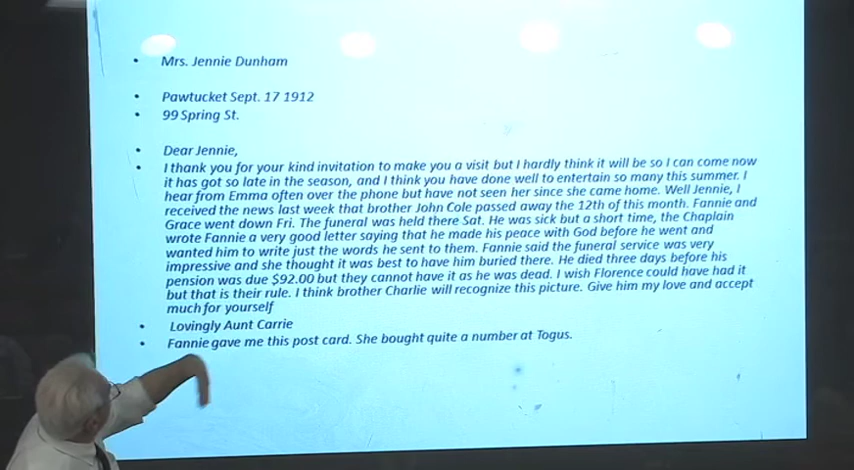 • Mrs. Jennie Dunham
• Pawtucket Sept. 17 1912
• 99 Spring St.
• Dear Jennie,
• I thank you for your kind invitation to make you a visit but I hardly think it will be so I can come now
it has got so late in the season, and I think you have done well to entertain so many this summer. I
hear from Emma often over the phone but have not seen her since she came home. Well Jennie, I
received the news last week that brother John Cole passed away the 12th of this month. Fannie and
Grace went down Fri. The funeral was held there Sat. He was sick but a short time, the Chaplain
wrote Fannie a very good letter saying that he made his peace with God before he went and
wanted him to write just the words he sent to them. Fannie said the funeral service was very
impressive and she thought it was best to have him buried there. He died three days before his
pension was due $92.00 but they cannot have it as he was dead. I wish Florence could have had it
but that is their rule. I think brother Charlie will recognize this picture. Give him my love and accept
much for yourself
• Lovingly Aunt Carrie
• Fannie gave me this post card. She bought quite a number at Togus.